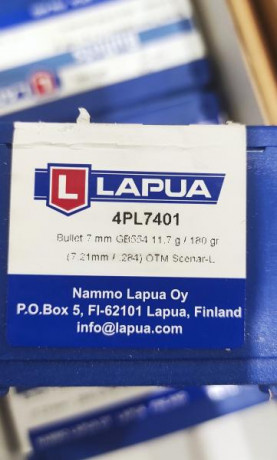 L LAPUA
4PL7401
Bullet 7 mm GB554 11,7 g / 180 gr
(7.21mm / .284) OTM Scenar-L
Nammo Lapua Oy
P.O.Box 5, FI-62101 Lapua, Finland
info@lapua.com